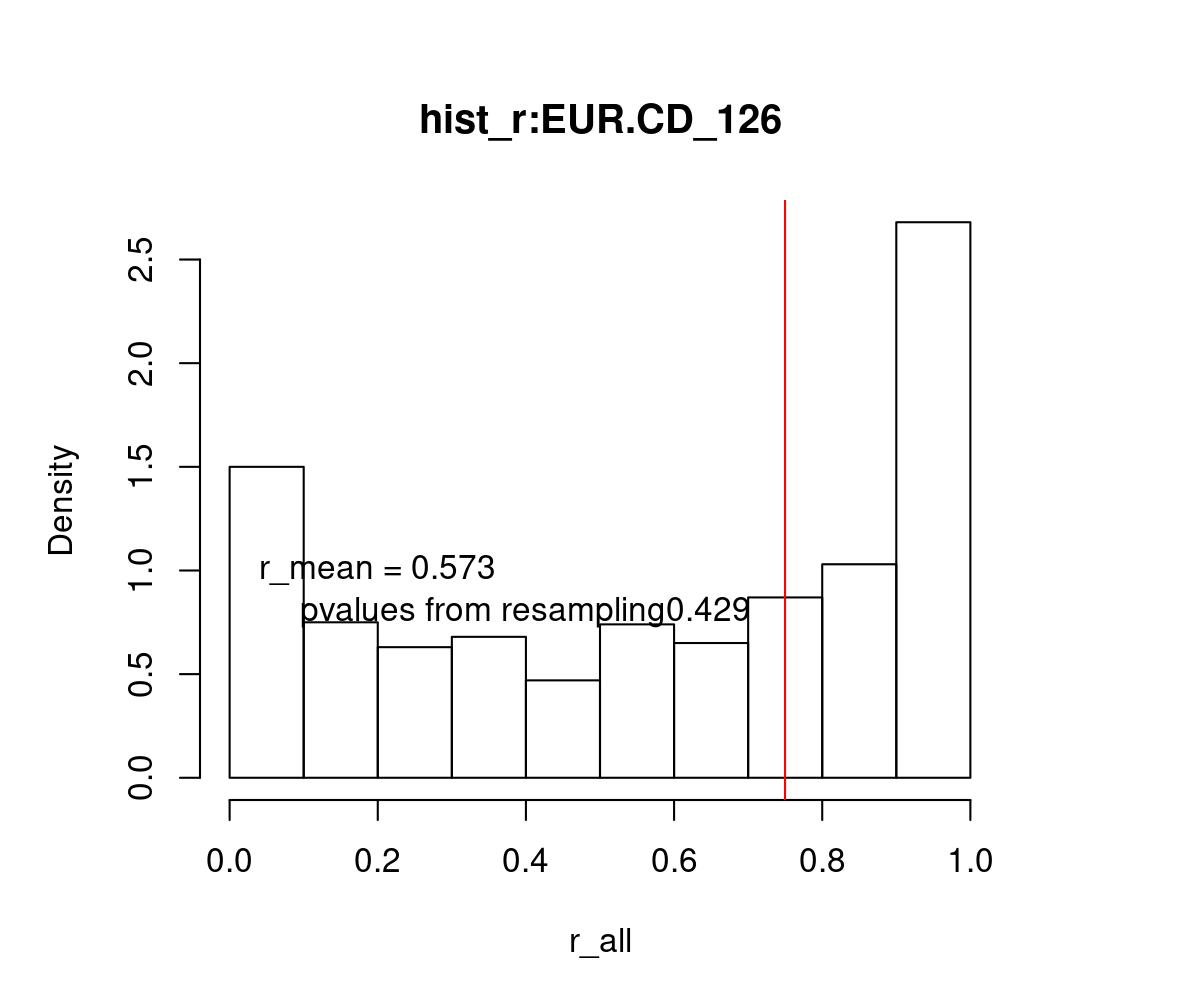 hist_r:EUR.CD_126
Density
2.5
2.0
1.5
1.0
0.5
0.0
r_mean = 0.573
pvalues from resampling0.429
0.0 0.2 0.4 0.6 0.8 1.0
r_all